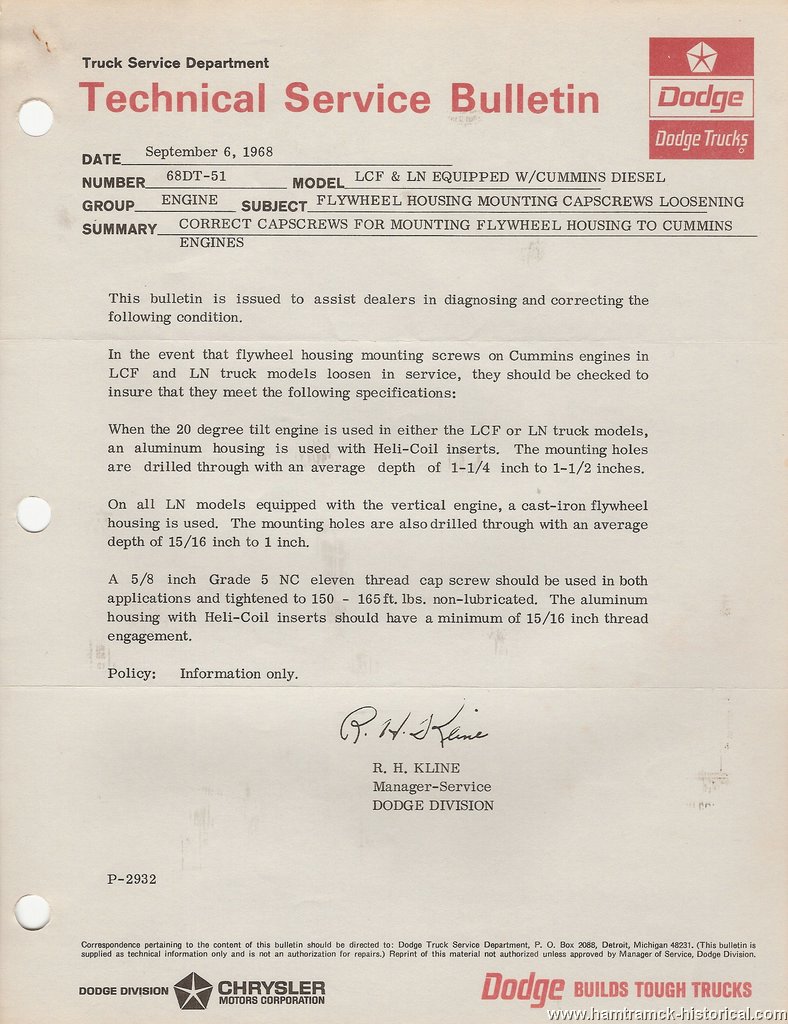 Truck Service Department
Technical Service Bulletin
Dodge
Dodge Trucks
DATE September 6, 1968
NUMBER 68DT-51 MODEL LCF & LN EQUIPPED W/CUMMINS DIESEL
GROUP ENGINE SUBJECT FLYWHEEL HOUSING MOUNTING CAPSCREWS LOOSENING
SUMMARY CORRECT CAPSCREWS FOR MOUNTING FLYWHEEL HOUSING TO CUMMINS
ENGINES
This bulletin is issued to assist dealers in diagnosing and correcting the
following condition.
In the event that flywheel housing mounting screws on Cummins engines in
LCF and LN truck models loosen in service, they should be checked to
insure that they meet the following specifications:
When the 20 degree tilt engine is used in either the LCF or LN truck models,
an aluminum housing is used with Heli-Coil inserts. The mounting holes
are drilled through with an average depth of 1-1/4 inch to 1-1/2 inches.
On all LN models equipped with the vertical engine, a cast-iron flywheel
housing is used. The mounting holes are also drilled through with an average
depth of 15/16 inch to 1 inch.
A 5/8 inch Grade 5 NC eleven thread cap screw should be used in both
applications and tightened to 150 - 165 ft. lbs. non-lubricated. The aluminum
housing with Heli-Coil inserts should have a minimum of 15/16 inch thread
engagement.
Policy: Information only.
R. H. Kline
R. H. KLINE
Manager-Service
DODGE DIVISION
P-2932
Correspondence pertaining to the content of this bulletin should be directed to: Dodge Truck Service Department, P. O. Box 2088, Detroit, Michigan 48231. (This bulletin is
supplied as technical information only and is not an authorization for repairs.) Reprint of this material not authorized unless approved by Manager of Service, Dodge Division.
DODGE DIVISION CHRYSLER
MOTORS CORPORATION
Dodge BUILDS TOUGH TRUCKS
www.hamtramck-historical.com